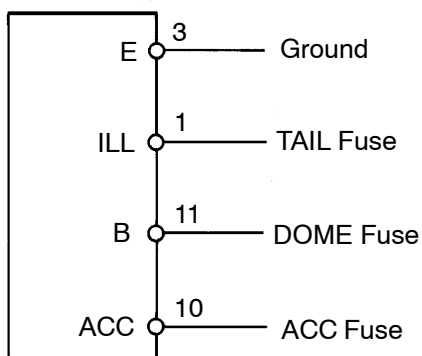 E 3 Ground
ILL 1 TAIL Fuse
B 11 DOME Fuse
ACC 10 ACC Fuse